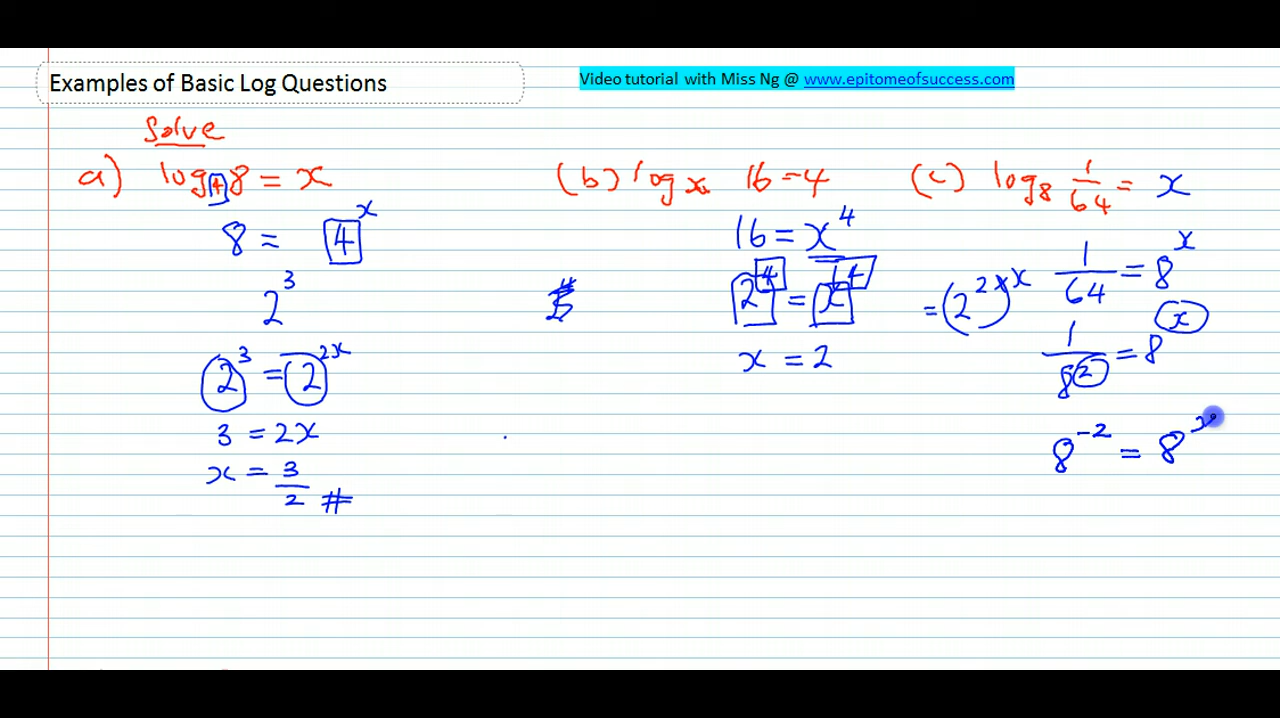 Examples of Basic Log Questions
Video tutorial with Miss Ng @ www.epitomeofsuccess.com
Solve
a) log₄ 8 = x
8 = 4^x
2^3
2^3 = 2^2x
3 = 2x
x = 3/2 #
(b) log x 16 = 4
16 = x^4
2^4 = x^4
x = 2
(c) log₈ 1/64 = x
1/64 = 8^x
= (2^2)^x
1/8^2 = 8^x
8^-2 = 8^x